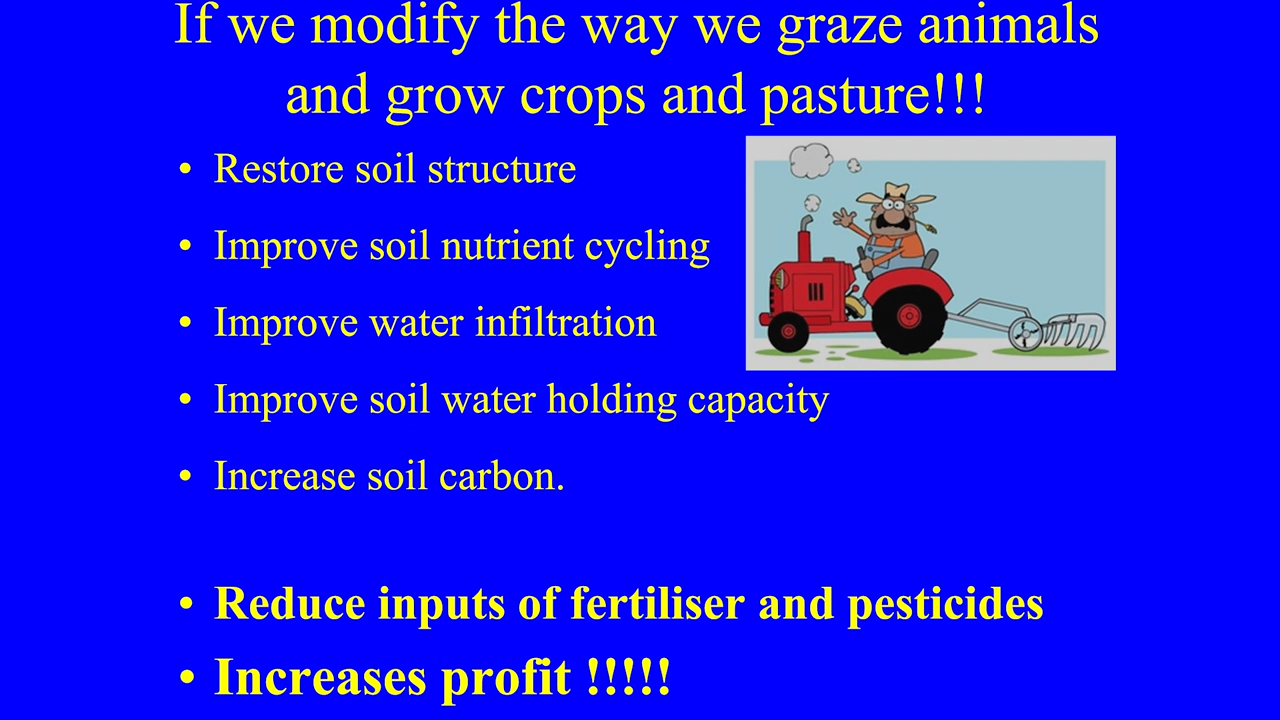 If we modify the way we graze animals
and grow crops and pasture!!!
• Restore soil structure
• Improve soil nutrient cycling
• Improve water infiltration
• Improve soil water holding capacity
• Increase soil carbon.
• Reduce inputs of fertiliser and pesticides
• Increases profit !!!!!